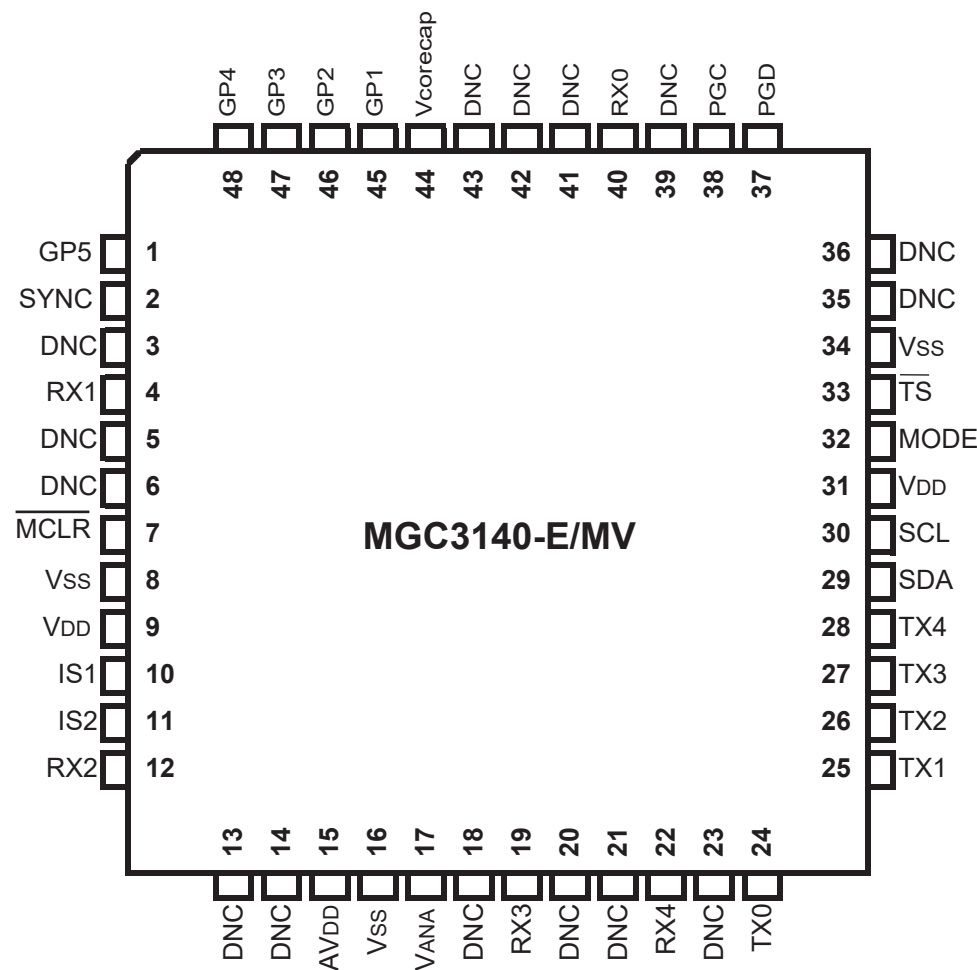 GP4 GP3 GP2 GP1 Vcorecap DNC DNC DNC RX0 DNC PGC PGD
48 47 46 45 44 43 42 41 40 39 38 37
GP5 1 36 DNC
SYNC 2 35 DNC
DNC 3 34 VSS
RX1 4 33 TS
DNC 5 32 MODE
DNC 6 31 VDD
MCLR 7 MGC3140-E/MV 30 SCL
VSS 8 29 SDA
VDD 9 28 TX4
IS1 10 27 TX3
IS2 11 26 TX2
RX2 12 25 TX1
13 14 15 16 17 18 19 20 21 22 23 24
DNC DNC AVDD VSS VANA DNC RX3 DNC DNC RX4 DNC TX0